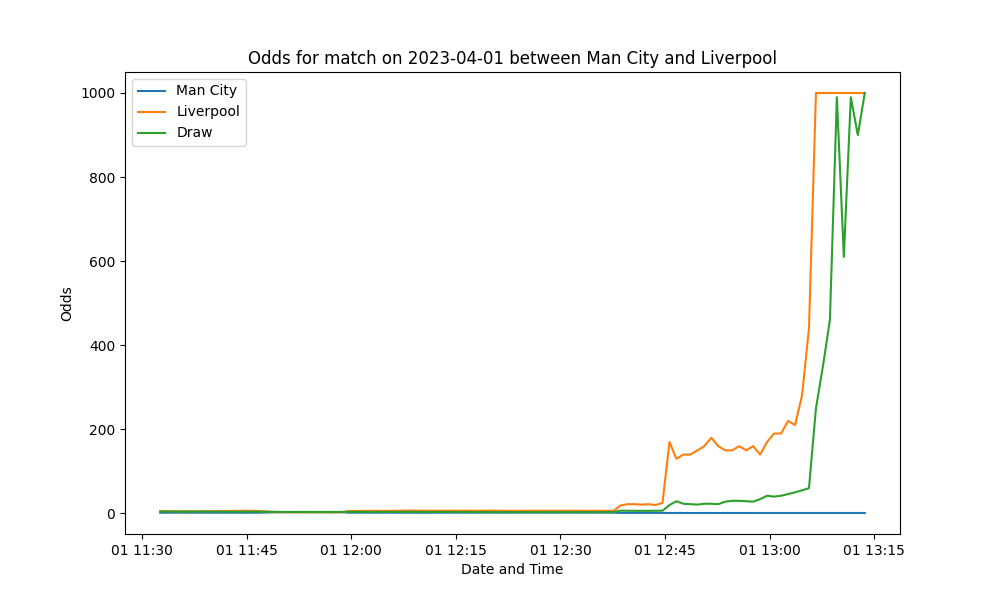 Odds for match on 2023-04-01 between Man City and Liverpool
Man City
Liverpool
Draw
1000
800
600
400
200
0
Odds
01 11:30 01 11:45 01 12:00 01 12:15 01 12:30 01 12:45 01 13:00 01 13:15
Date and Time